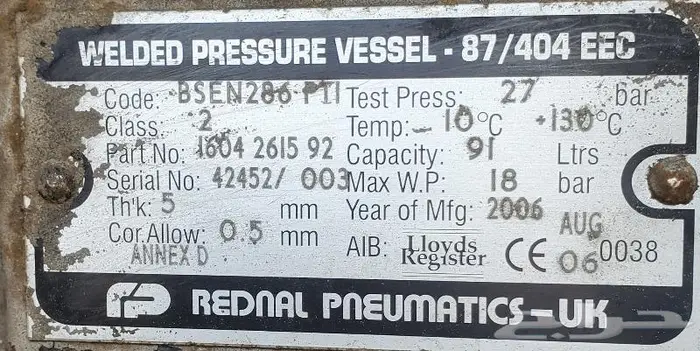 WELDED PRESSURE VESSEL - 87/404 EEC
Code: BSEN286 PT1 Test Press: 27 bar
Class: 2 Temp: -10°C +130°C
Part No: 1604 2615 92 Capacity: 91 Ltrs
Serial No: 42452/ 003 Max W.P: 18 bar
Th'k: 5 mm Year of Mfg: 2006
Cor.Allow: 0.5 mm AIB: Lloyds Register CE AUG 06 0038
ANNEX D
REDNAL PNEUMATICS-UK
حراج